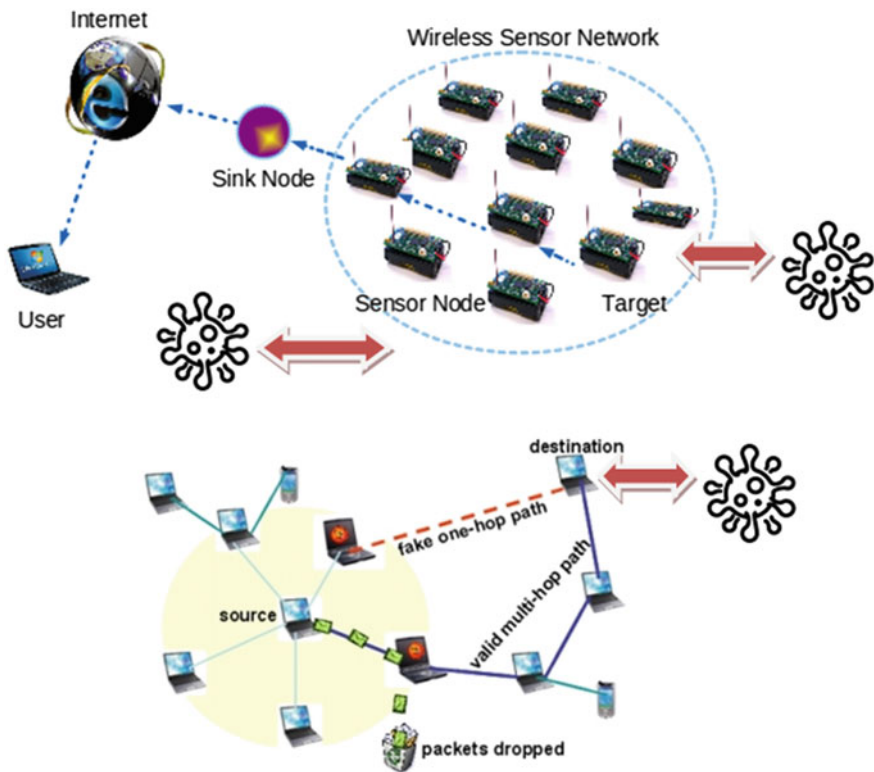 Internet
Wireless Sensor Network
Sink Node
Sensor Node
Target
User
destination
fake one-hop path
source
valid multi-hop path
packets dropped